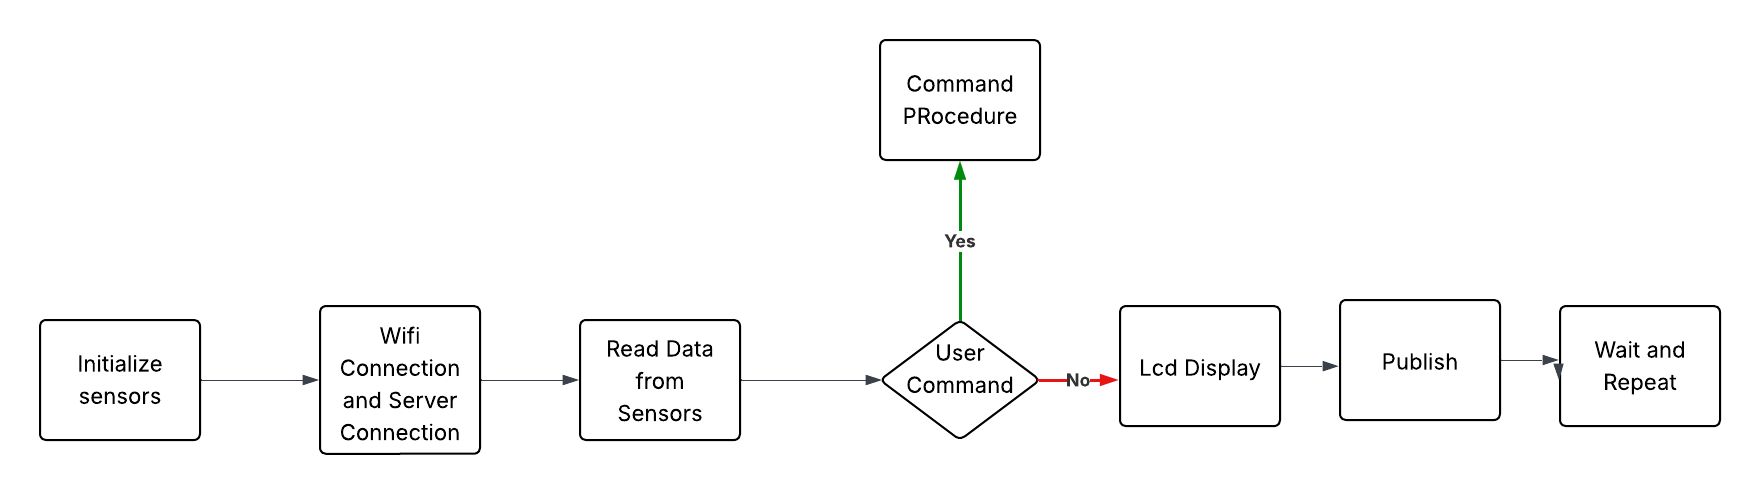 Command
PRocedure
Yes
Initialize
sensors
Wifi
Connection
and Server
Connection
Read Data
from
Sensors
User
Command
No
Lcd Display
Publish
Wait and
Repeat